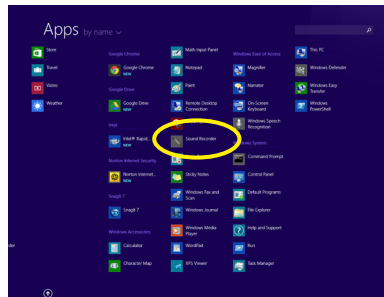 Apps by name
Store
Travel
Video
Weather
Google Chrome
Google Chrome
NEW
Google Drive
Google Drive
NEW
Intel
Intel® Rapid...
NEW
Norton Internet Security
Norton Internet...
NEW
SnagIt 7
SnagIt 7
Windows Accessories
Calculator
Character Map
Math Input Panel
Notepad
Paint
Remote Desktop
Connection
Sound Recorder
Sticky Notes
Windows Fax and
Scan
Windows Journal
Windows Media
Player
WordPad
XPS Viewer
Windows Ease of Access
Magnifier
Narrator
On-Screen
Keyboard
Windows Speech
Recognition
Windows System
Command Prompt
Control Panel
Default Programs
File Explorer
Help and Support
Run
Task Manager
This PC
Windows Defender
Windows Easy
Transfer
Windows
PowerShell